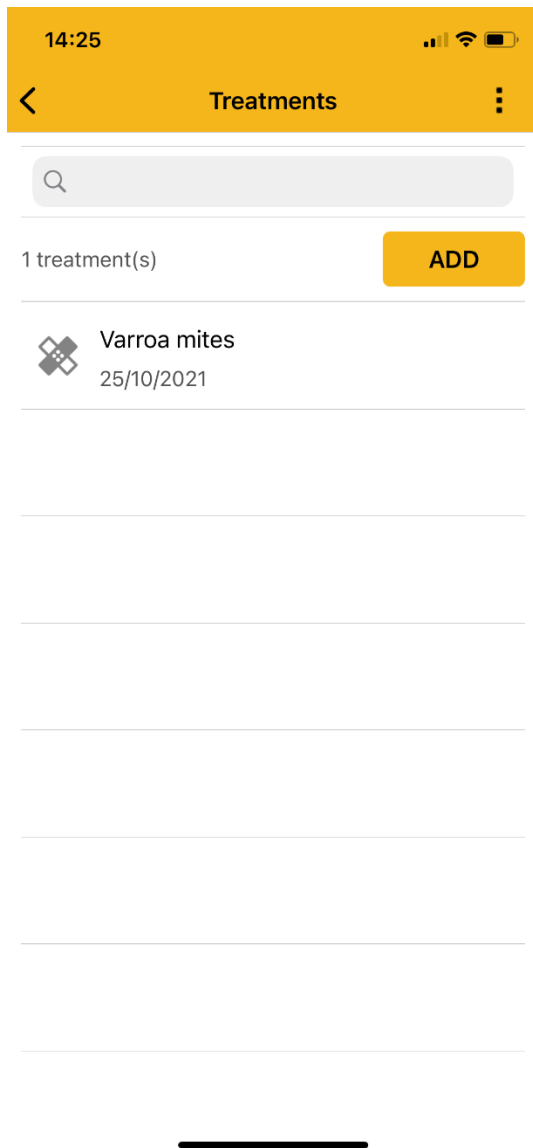 14:25
Treatments
1 treatment(s)
ADD
Varroa mites
25/10/2021